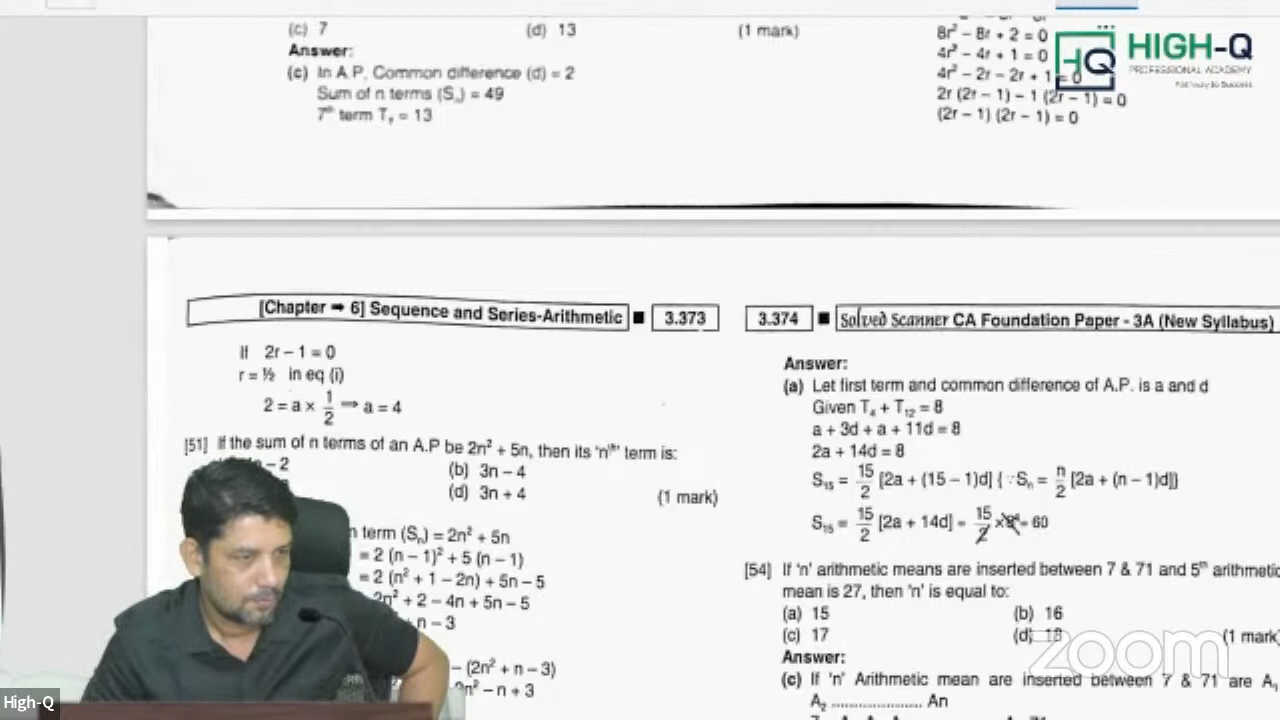 (c) 7 (d) 13 (1 mark)
Answer:
(c) In A.P. Common difference (d) = 2
Sum of n terms (Sₙ) = 49
7ᵗʰ term T₇ = 13
8r² – 8r + 2 = 0
4r² – 4r + 1 = 0
4r² – 2r – 2r + 1 = 0
2r (2r – 1) – 1 (2r – 1) = 0
(2r – 1) (2r – 1) = 0
HQ
HIGH-Q
PROFESSIONAL ACADEMY
Pathway to Success
[Chapter ➡ 6] Sequence and Series-Arithmetic ■ 3.373
If 2r – 1 = 0
r = ½ in eq (i)
2 = a × 1/2 ⇒ a = 4
[51] If the sum of n terms of an A.P be 2n² + 5n, then its 'nᵗʰ' term is:
– 2 (b) 3n – 4
(d) 3n + 4 (1 mark)
n term (Sₙ) = 2n² + 5n
= 2 (n – 1)² + 5 (n – 1)
= 2 (n² + 1 – 2n) + 5n – 5
2n² + 2 – 4n + 5n – 5
n – 3
– (2n² + n – 3)
2n² – n + 3
3.374 ■ Solved Scanner CA Foundation Paper - 3A (New Syllabus)
Answer:
(a) Let first term and common difference of A.P. is a and d
Given T₄ + T₁₂ = 8
a + 3d + a + 11d = 8
2a + 14d = 8
S₁₅ = 15/2 [2a + (15 – 1)d] {∵Sₙ = n/2 [2a + (n – 1)d]}
S₁₅ = 15/2 [2a + 14d] = 15/2 × 8⁴ = 60
[54] If 'n' arithmetic means are inserted between 7 & 71 and 5ᵗʰ arithmetic
mean is 27, then 'n' is equal to:
(a) 15 (b) 16
(c) 17 (d) 18 (1 mark)
Answer:
(c) If 'n' Arithmetic mean are inserted between 7 & 71 are A₁
A₂ ..................... An
zoom
High-Q